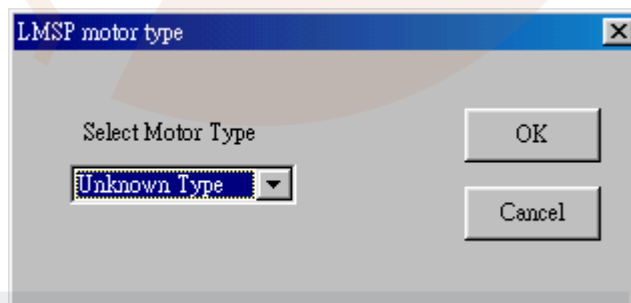 LMSP motor type
Select Motor Type
OK
Unknown Type
Cancel